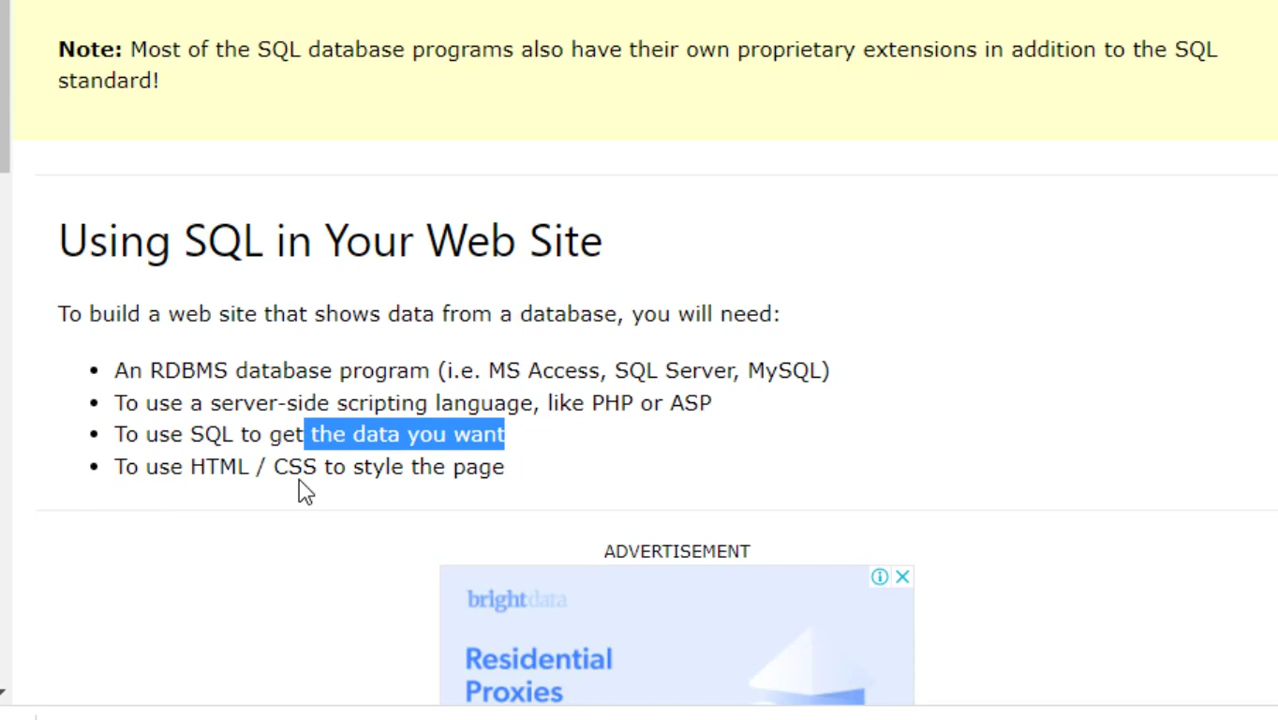 Note: Most of the SQL database programs also have their own proprietary extensions in addition to the SQL
standard!
Using SQL in Your Web Site
To build a web site that shows data from a database, you will need:
• An RDBMS database program (i.e. MS Access, SQL Server, MySQL)
• To use a server-side scripting language, like PHP or ASP
• To use SQL to get the data you want
• To use HTML / CSS to style the page
ADVERTISEMENT
brightdata
Residential
Proxies